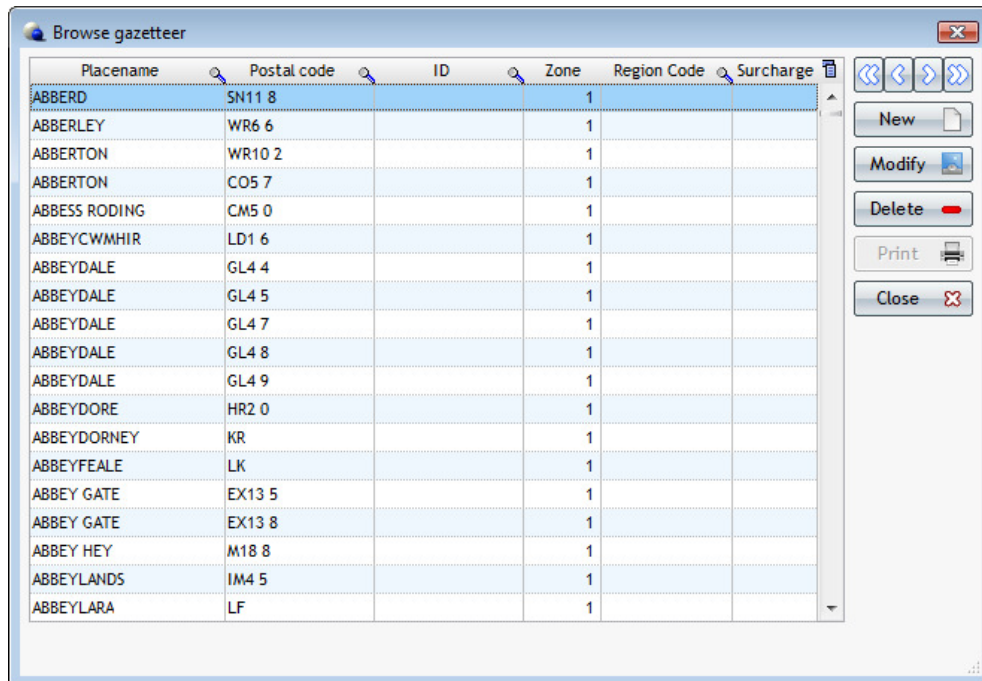 Browse gazetteer
Placename Postal code ID Zone Region Code Surcharge
ABBERD SN11 8 1
ABBERLEY WR6 6 1
ABBERTON WR10 2 1
ABBERTON CO5 7 1
ABBESS RODING CM5 0 1
ABBEYCWMHIR LD1 6 1
ABBEYDALE GL4 4 1
ABBEYDALE GL4 5 1
ABBEYDALE GL4 7 1
ABBEYDALE GL4 8 1
ABBEYDALE GL4 9 1
ABBEYDORE HR2 0 1
ABBEYDORNEY KR 1
ABBEYFEALE LK 1
ABBEY GATE EX13 5 1
ABBEY GATE EX13 8 1
ABBEY HEY M18 8 1
ABBEYLANDS IM4 5 1
ABBEYLARA LF 1
New
Modify
Delete
Print
Close